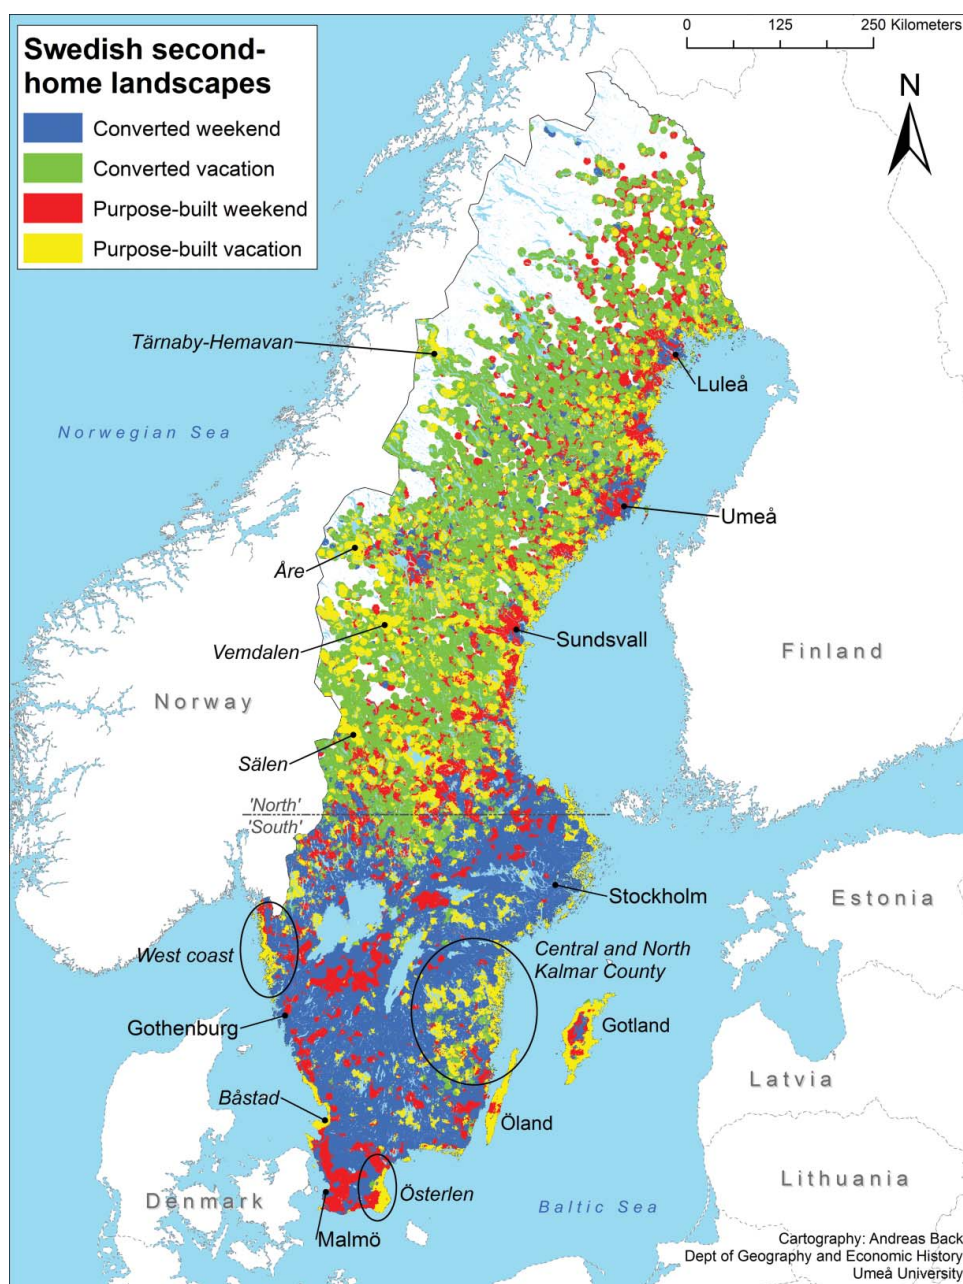 Swedish second-
home landscapes
Converted weekend
Converted vacation
Purpose-built weekend
Purpose-built vacation
0 125 250 Kilometers
N
Tärnaby-Hemavan
Luleå
Norwegian Sea
Umeå
Åre
Vemdalen
Sundsvall
Finland
Norway
Sälen
'North'
'South'
Stockholm
Estonia
West coast
Central and North
Kalmar County
Gothenburg
Gotland
Latvia
Båstad
Öland
Lithuania
Denmark
Österlen
Baltic Sea
Malmö
Cartography: Andreas Back
Dept of Geography and Economic History
Umeå University